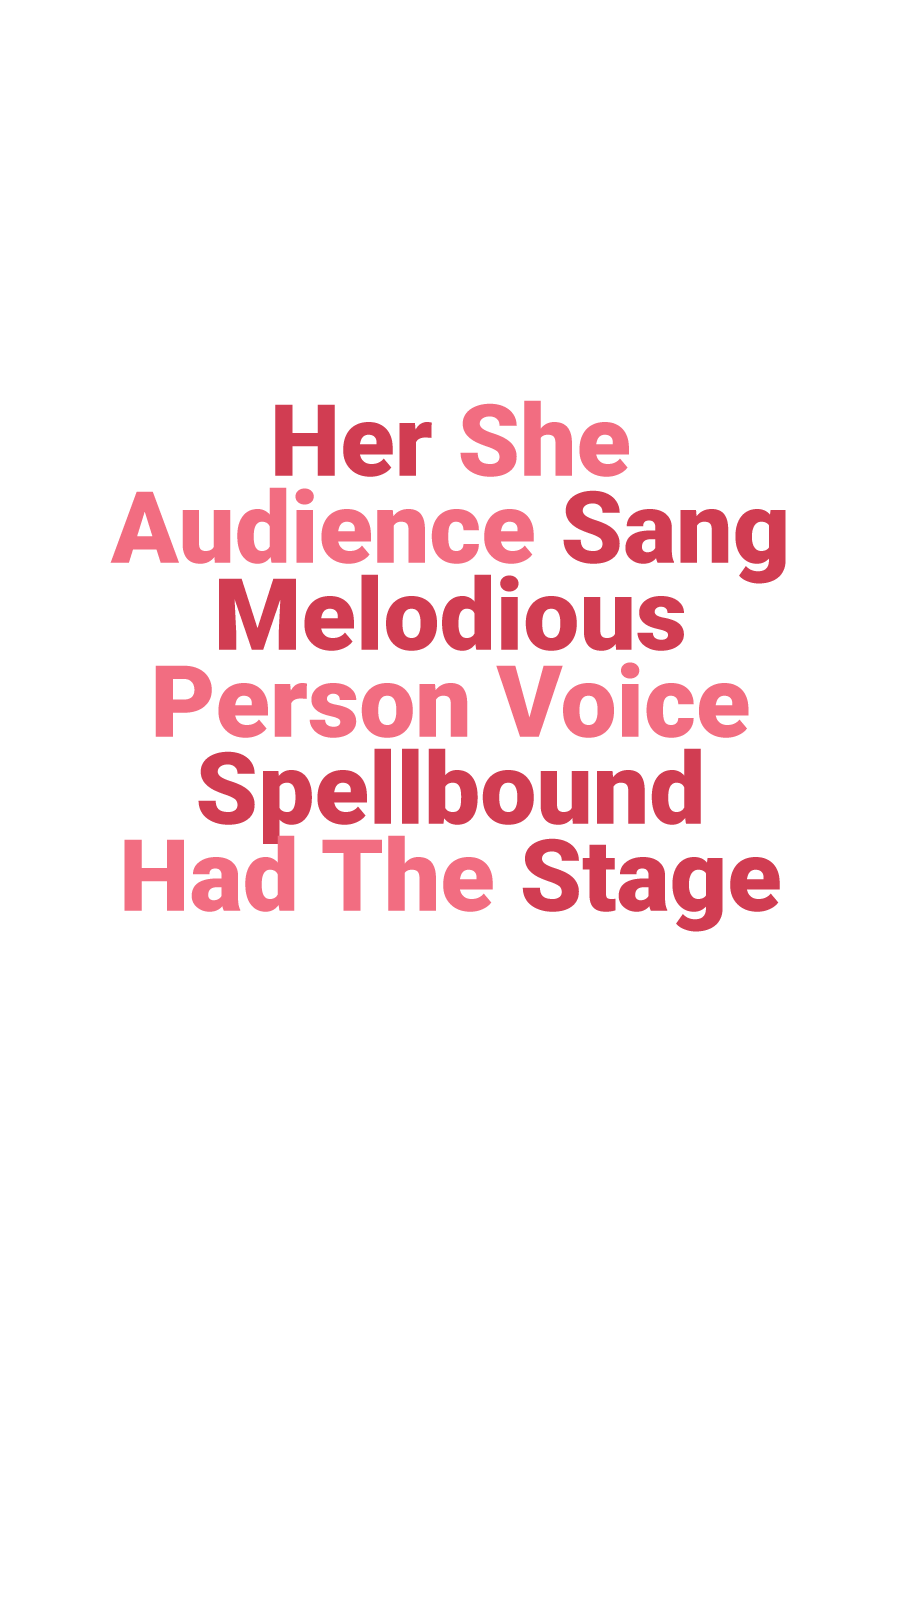 Her She
Audience Sang
Melodious
Person Voice
Spellbound
Had The Stage